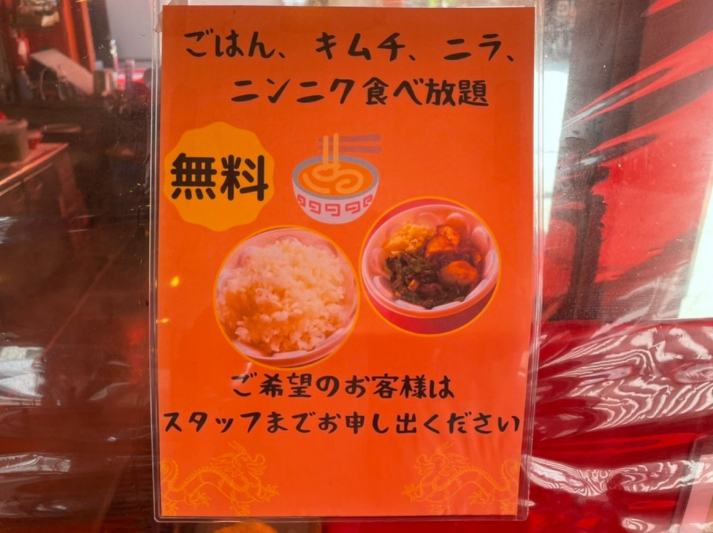 ごはん、キムチ、ニラ、
ニンニク食べ放題
無料
ご希望のお客様は
スタッフまでお申し出ください